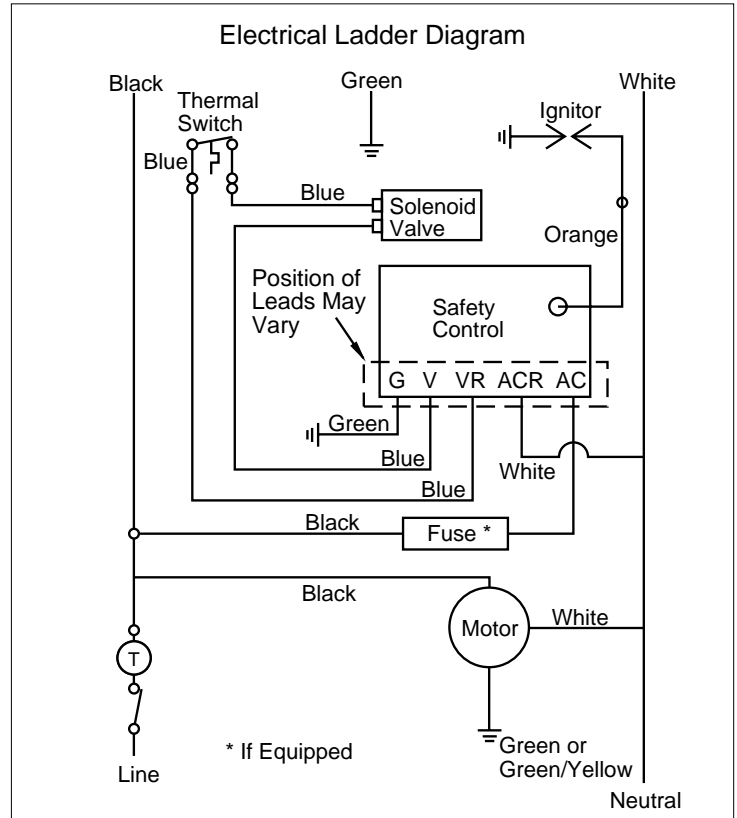 Electrical Ladder Diagram
Black
Green
White
Thermal
Switch
Ignitor
Blue
Blue
Solenoid
Valve
Orange
Position of
Leads May
Vary
Safety
Control
G V VR ACR AC
Green
Blue
White
Blue
Black
Fuse *
Black
Motor
White
T
* If Equipped
Green or
Green/Yellow
Line
Neutral